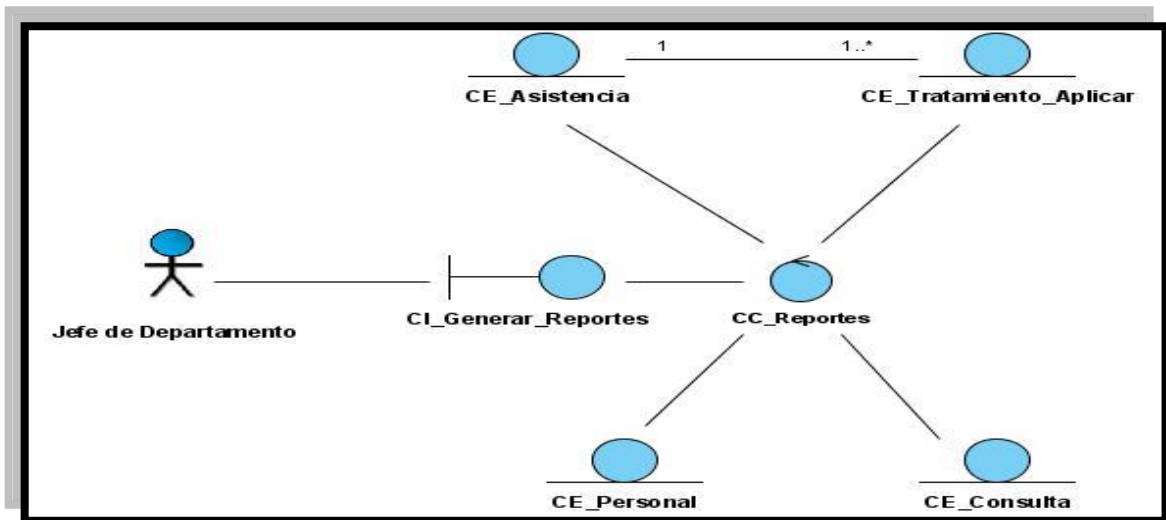 1 1..*
CE_Asistencia CE_Tratamiento_Aplicar
Jefe de Departamento CI_Generar_Reportes CC_Reportes
CE_Personal CE_Consulta